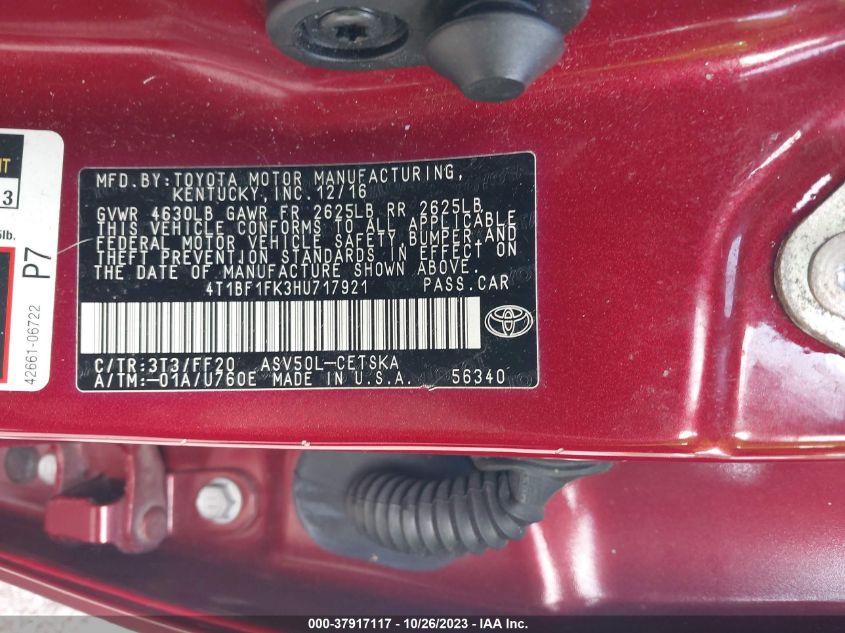 NT
13
5lb.
P7
42661-06722
MFD.BY:TOYOTA MOTOR MANUFACTURING,
KENTUCKY, INC. 12/16
GVWR 4630LB GAWR FR 2625LB RR 2625LB
THIS VEHICLE CONFORMS TO ALL APPLICABLE
FEDERAL MOTOR VEHICLE SAFETY,BUMPER,AND
THEFT PREVENTION STANDARDS IN EFFECT ON
THE DATE OF MANUFACTURE SHOWN ABOVE.
4T1BF1FK3HU717921 PASS.CAR
C/TR:3T3/FF20 ASV50L-CETSKA
A/TM:-01A/U760E MADE IN U.S.A. 56340
000-37917117 - 10/26/2023 - IAA Inc.